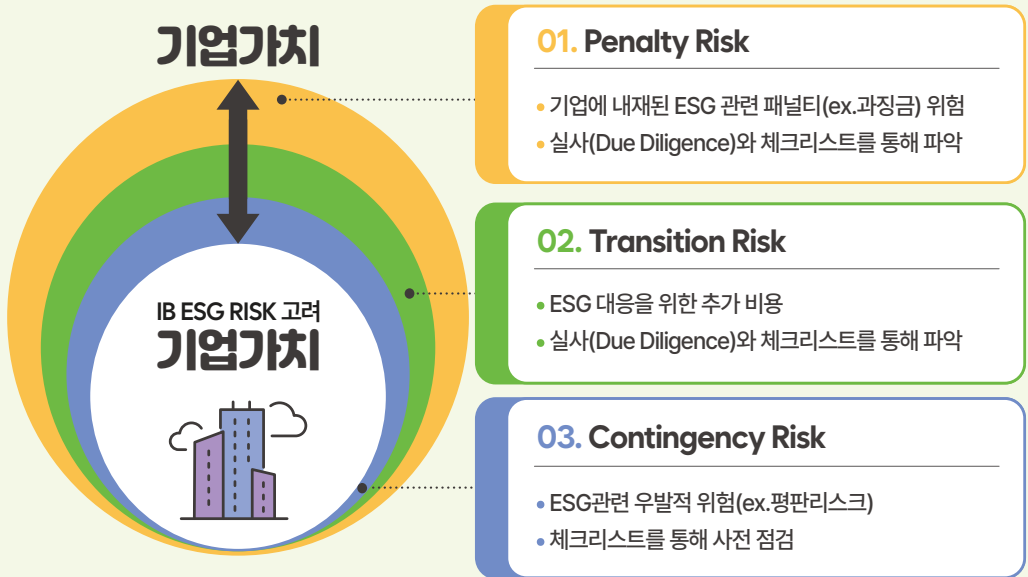 기업가치
IB ESG RISK 고려
기업가치
01. Penalty Risk
• 기업에 내재된 ESG 관련 패널티(ex.과징금) 위험
• 실사(Due Diligence)와 체크리스트를 통해 파악
02. Transition Risk
• ESG 대응을 위한 추가 비용
• 실사(Due Diligence)와 체크리스트를 통해 파악
03. Contingency Risk
• ESG관련 우발적 위험(ex.평판리스크)
• 체크리스트를 통해 사전 점검